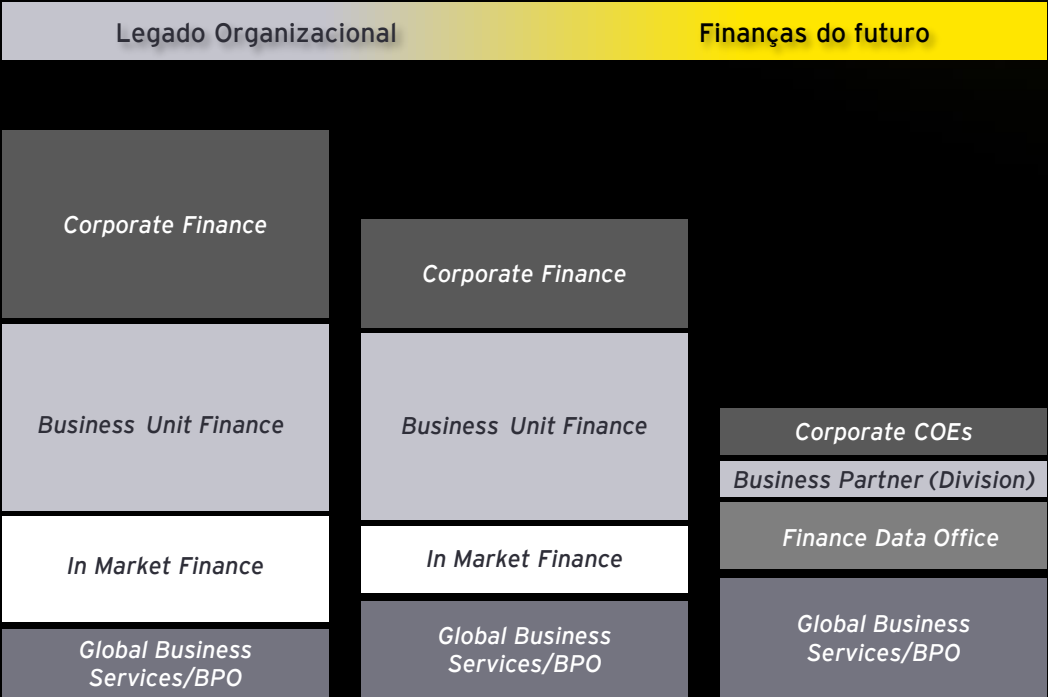 Legado Organizacional
Finanças do futuro
Corporate Finance
Business Unit Finance
In Market Finance
Global Business
Services/BPO
Corporate Finance
Business Unit Finance
In Market Finance
Global Business
Services/BPO
Corporate COEs
Business Partner (Division)
Finance Data Office
Global Business
Services/BPO